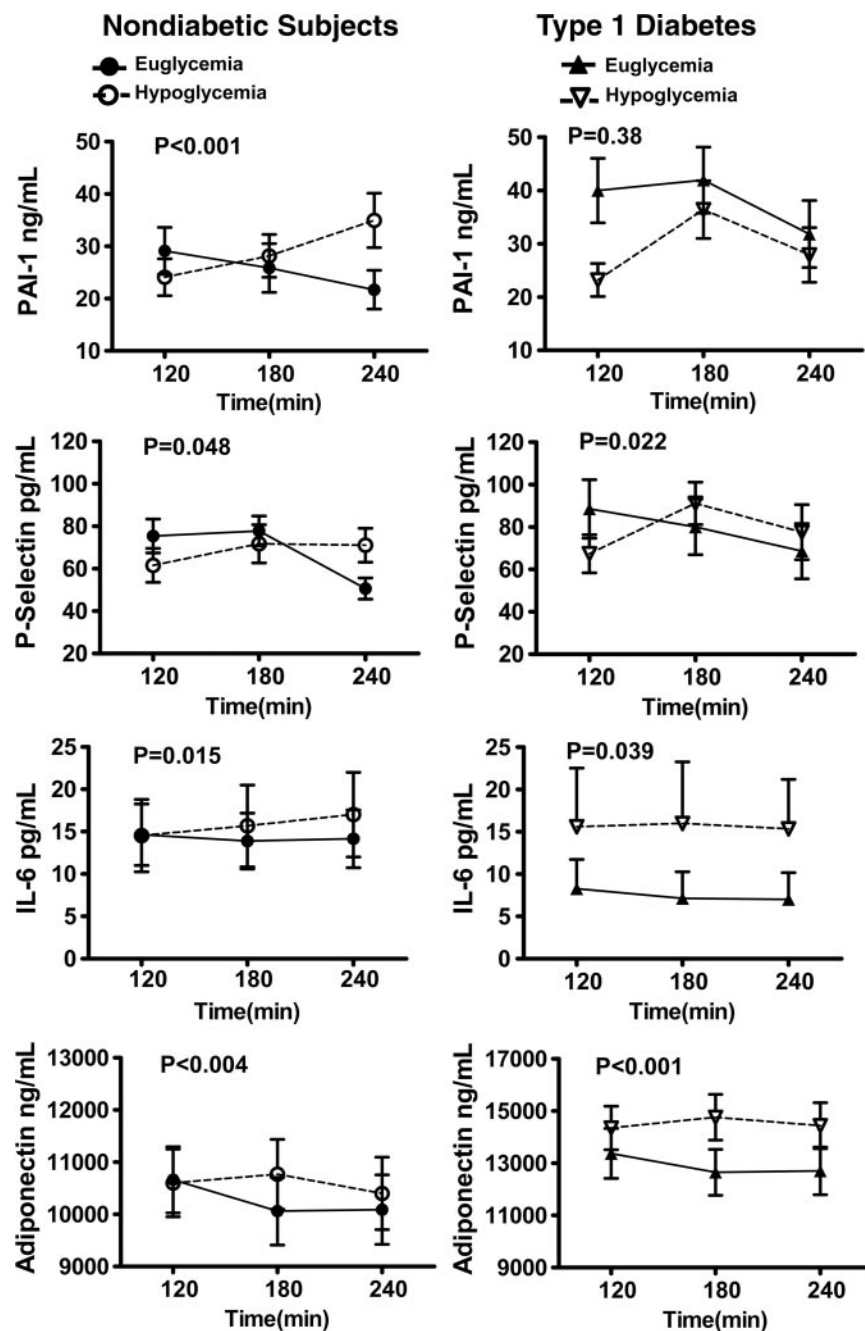 Nondiabetic Subjects
Euglycemia
Hypoglycemia
Type 1 Diabetes
Euglycemia
Hypoglycemia
P<0.001
PAI-1 ng/mL
50
40
30
20
10
120 180 240
Time(min)
P=0.38
PAI-1 ng/mL
50
40
30
20
10
120 180 240
Time(min)
P=0.048
P-Selectin pg/mL
120
100
80
60
40
20
120 180 240
Time(min)
P=0.022
P-Selectin pg/mL
120
100
80
60
40
20
120 180 240
Time(min)
P=0.015
IL-6 pg/mL
25
20
15
10
5
0
120 180 240
Time(min)
P=0.039
IL-6 pg/mL
25
20
15
10
5
0
120 180 240
Time(min)
P<0.004
Adiponectin ng/mL
13000
12000
11000
10000
9000
120 180 240
Time(min)
P<0.001
Adiponectin ng/mL
17000
15000
13000
11000
9000
120 180 240
Time(min)